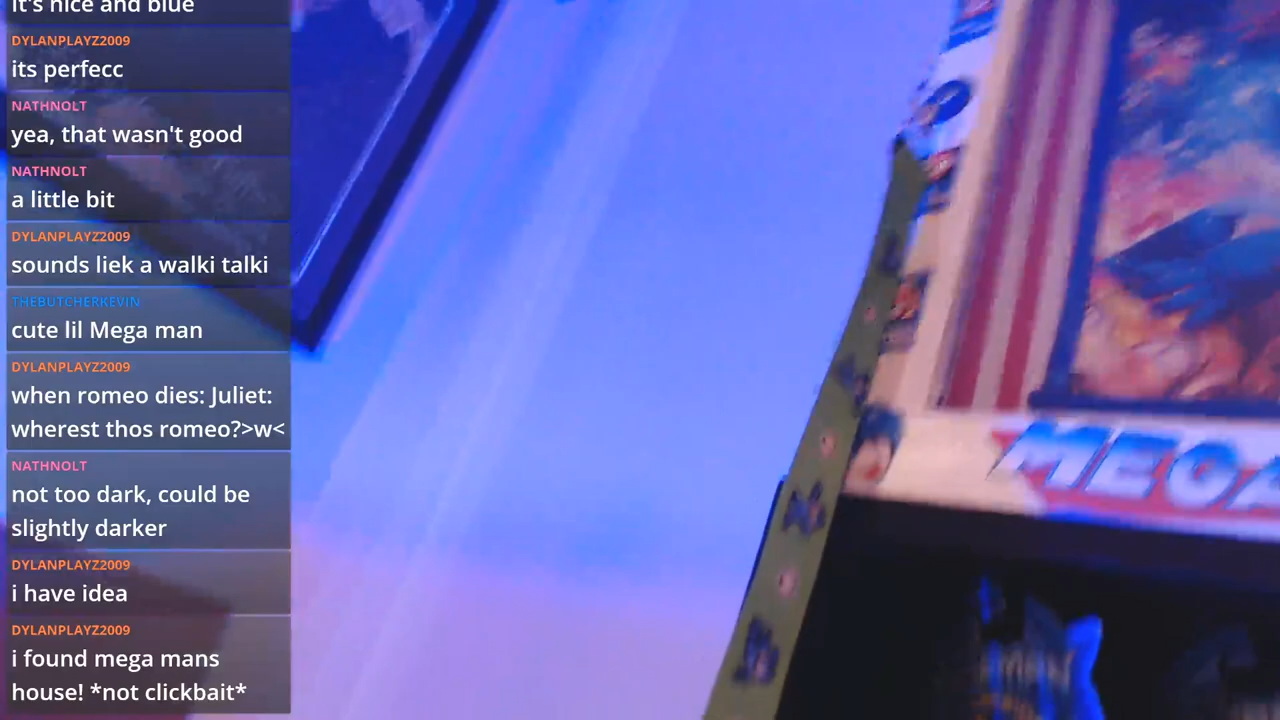 it's nice and blue
DYLANPLAYZ2009
its perfecc
NATHNOLT
yea, that wasn't good
NATHNOLT
a little bit
DYLANPLAYZ2009
sounds liek a walki talki
THEBUTCHERKEVIN
cute lil Mega man
DYLANPLAYZ2009
when romeo dies: Juliet:
wherest thos romeo?>w<
NATHNOLT
not too dark, could be
slightly darker
DYLANPLAYZ2009
i have idea
DYLANPLAYZ2009
i found mega mans
house! *not clickbait*
MEGA